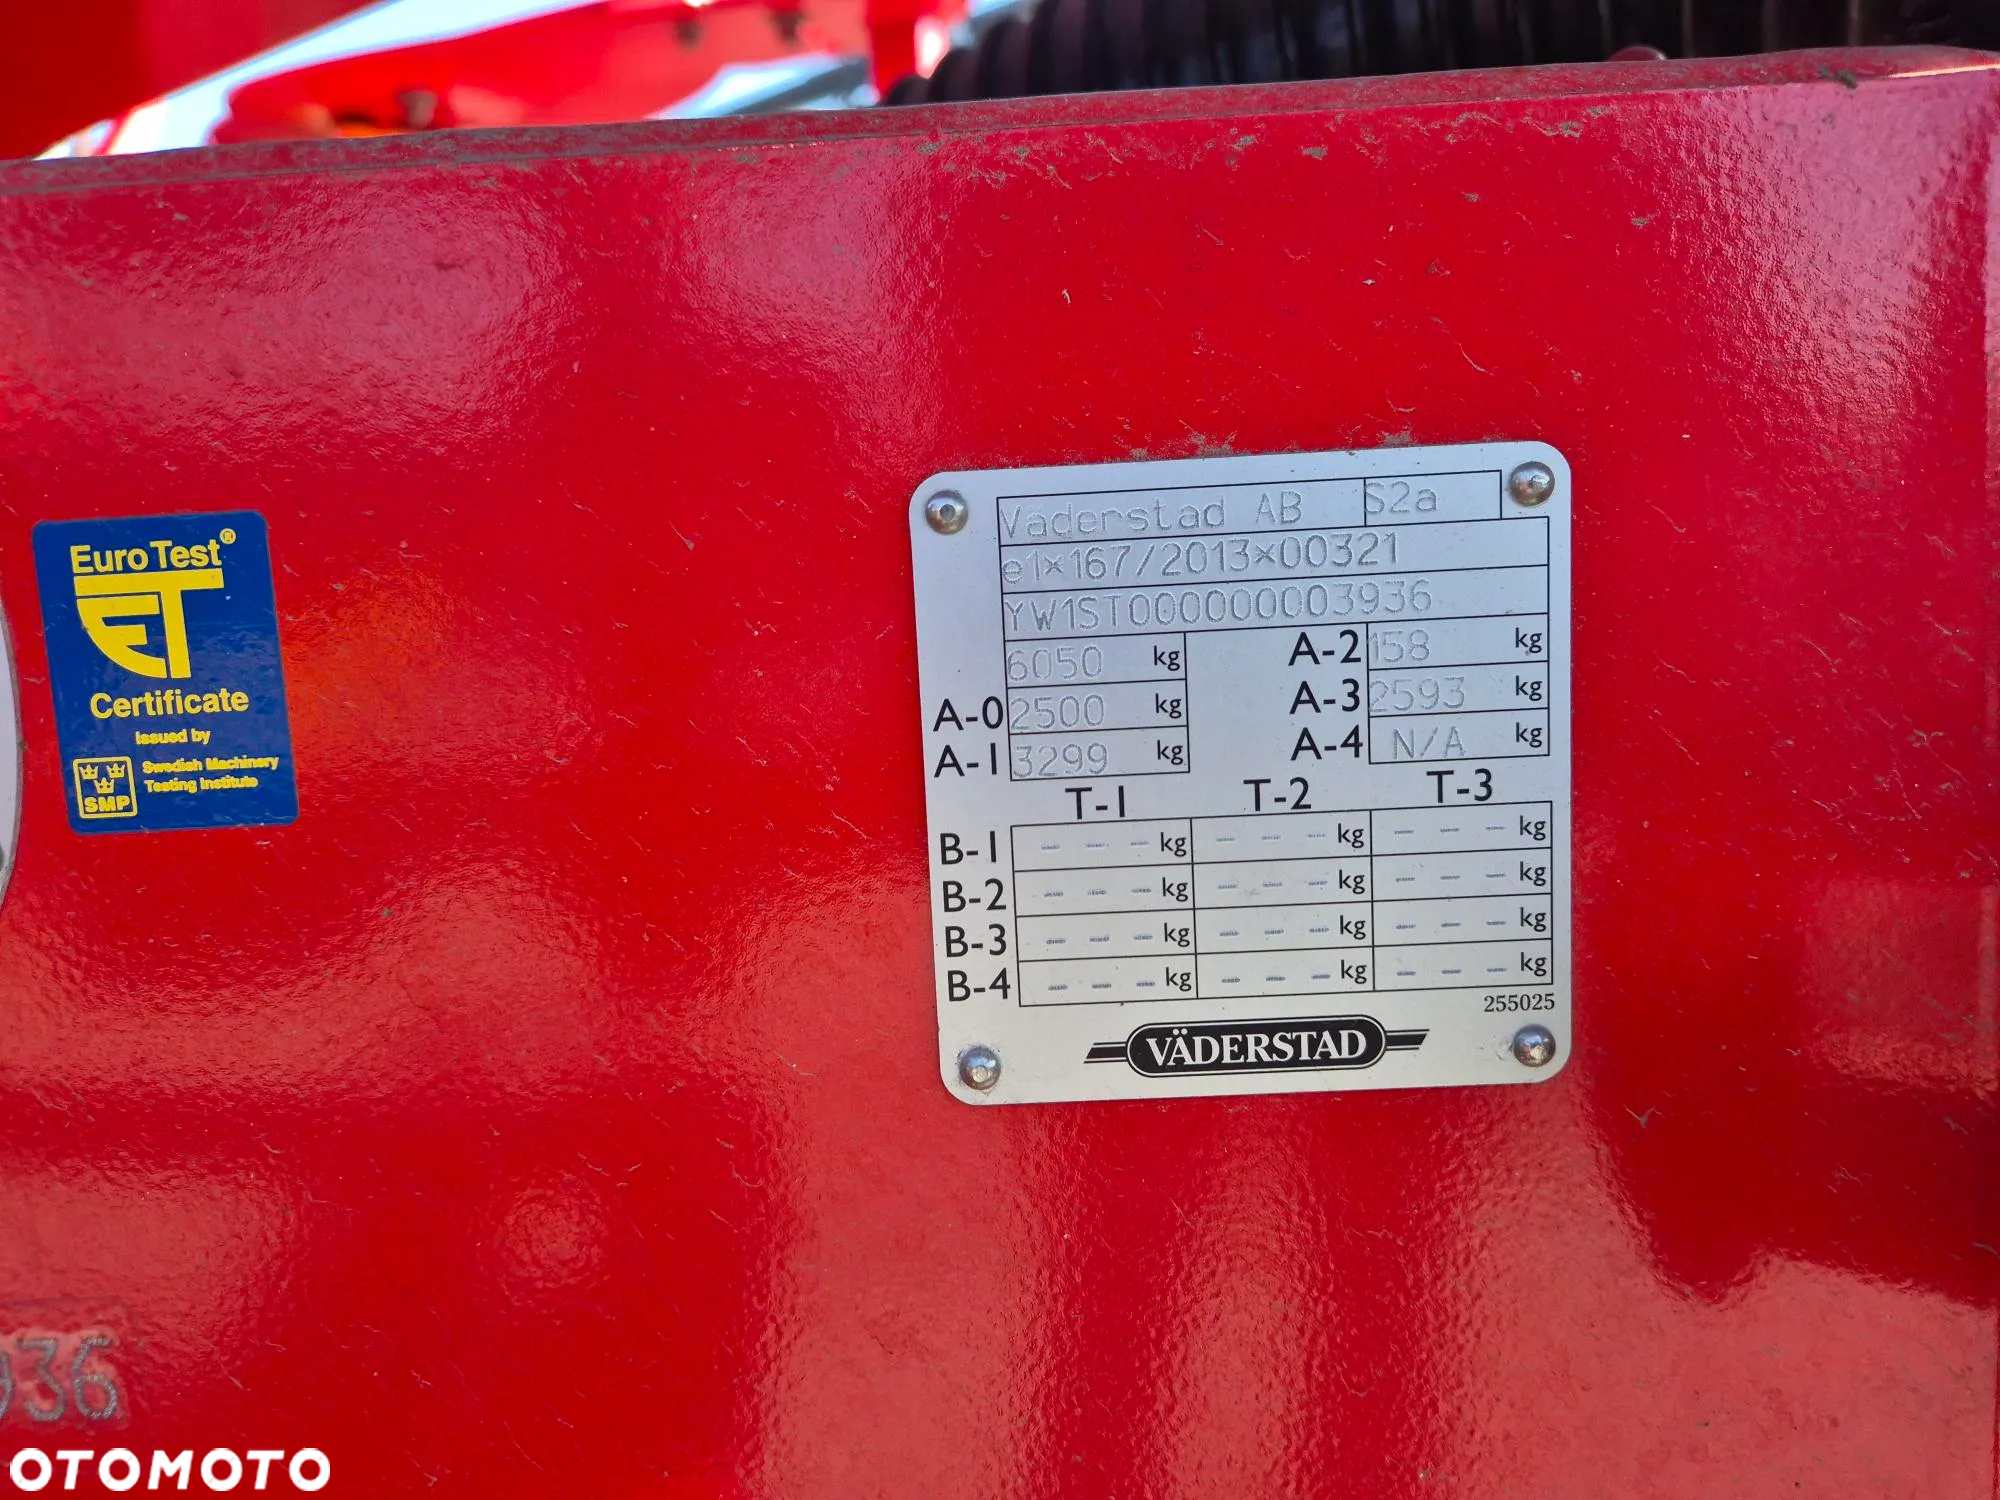 Euro Test®
ET
Certificate
Issued by
SMP
Swedish Machinery
Testing Institute
Väderstad AB S2a
e1*167/2013*00321
YW1ST000000003936
6050 kg
A-0 2500 kg
A-1 3299 kg
A-2 158 kg
A-3 2593 kg
A-4 N/A kg
T-1 T-2 T-3
B-1 --- kg --- kg --- kg
B-2 --- kg --- kg --- kg
B-3 --- kg --- kg --- kg
B-4 --- kg --- kg --- kg
255025
VÄDERSTAD
936
OTOMOTO